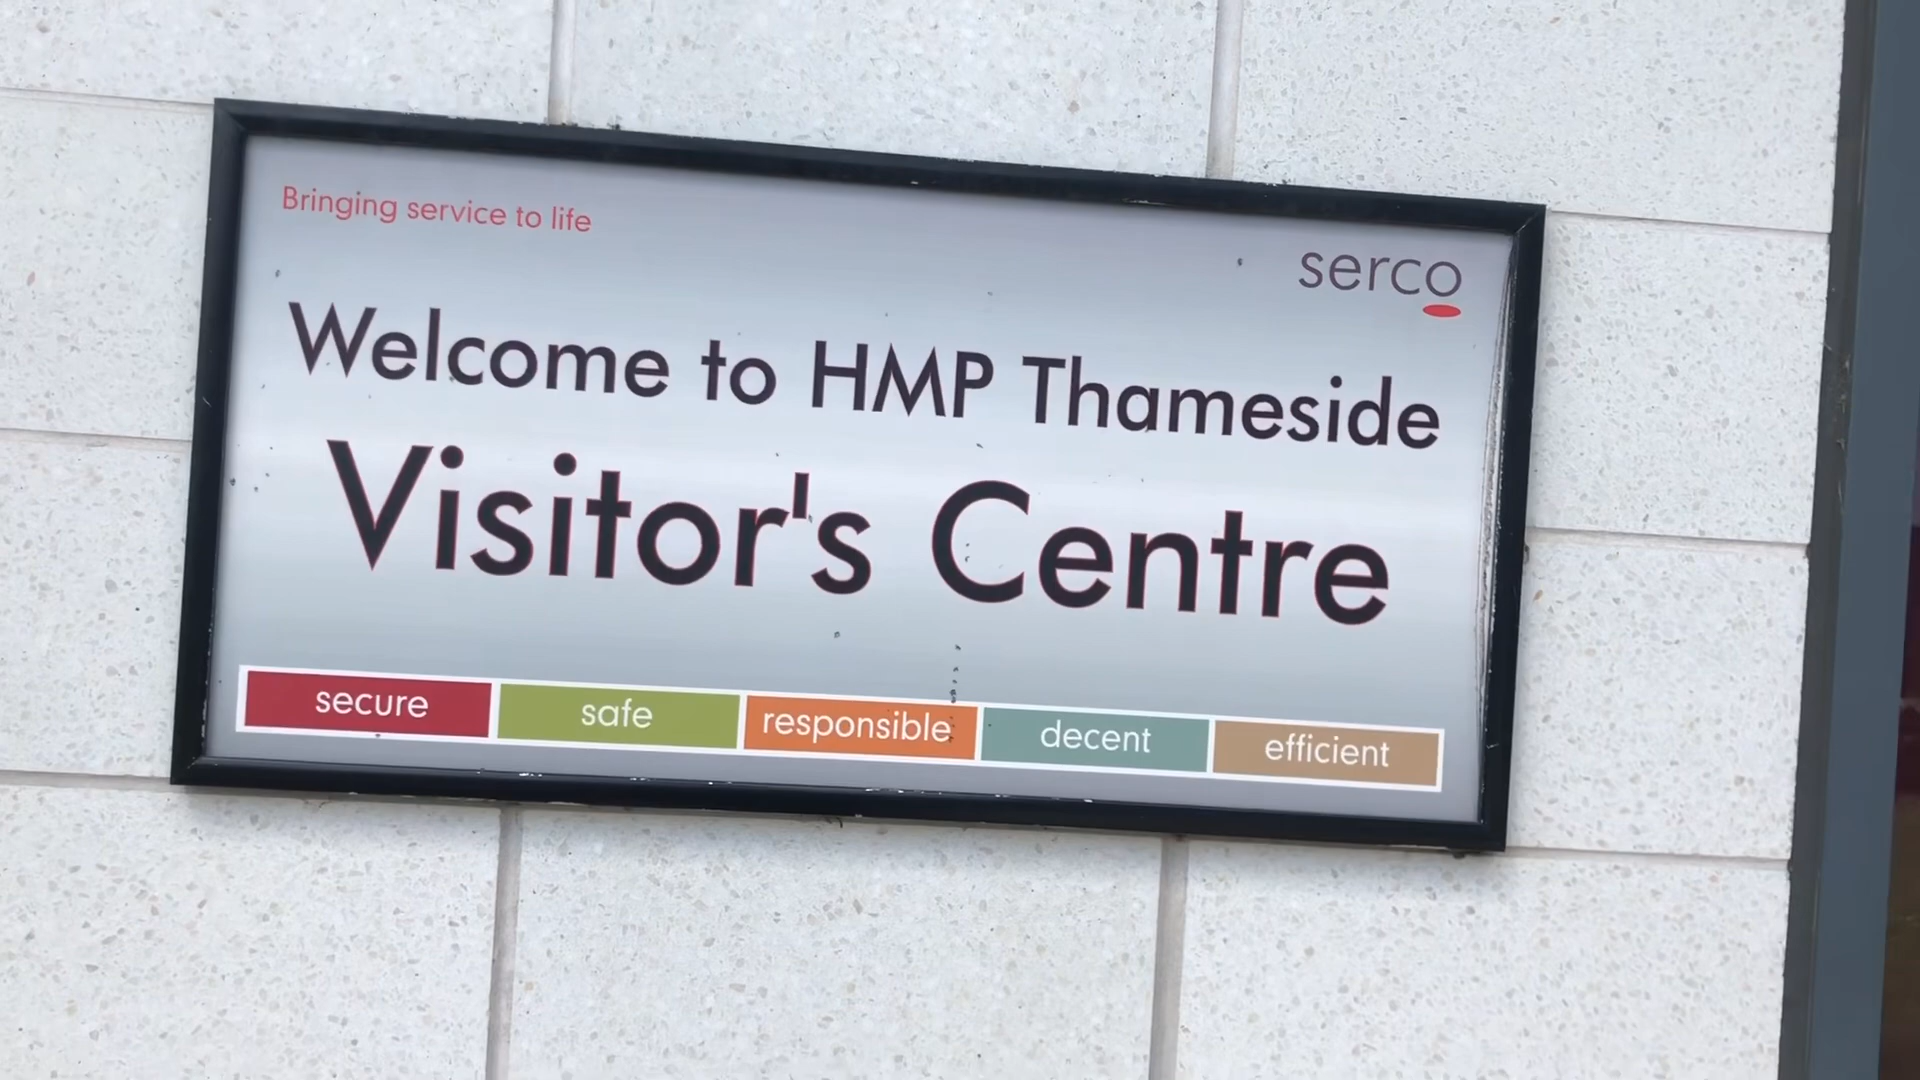 Bringing service to life
serco
Welcome to HMP Thameside
Visitor's Centre
secure safe responsible decent efficient